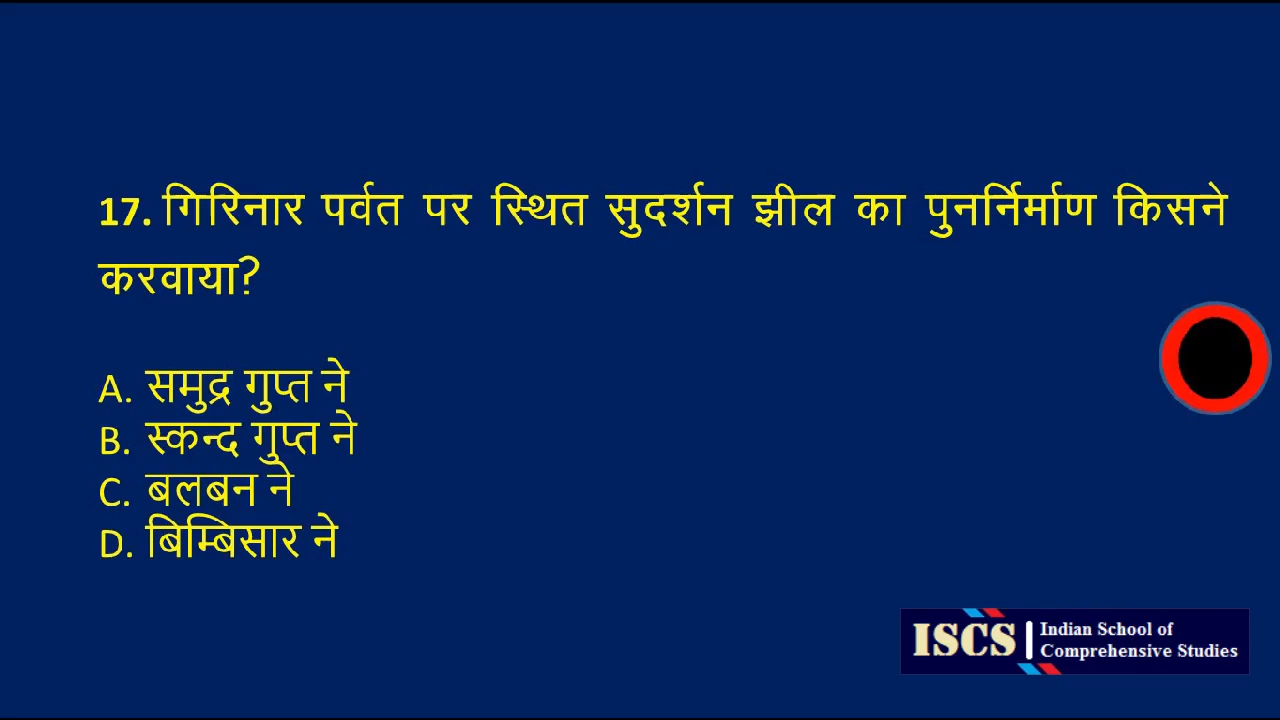 17. गिरिनार पर्वत पर स्थित सुदर्शन झील का पुनर्निर्माण किसने
करवाया?
A. समुद्र गुप्त ने
B. स्कन्द गुप्त ने
C. बलबन ने
D. बिम्बिसार ने
ISCS
Indian School of
Comprehensive Studies